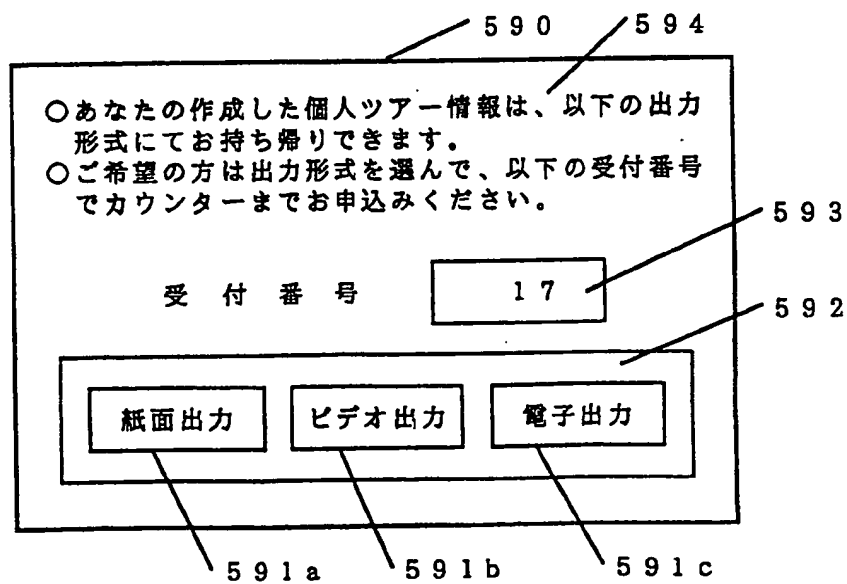 590 594
○あなたの作成した個人ツアー情報は、以下の出力
形式にてお持ち帰りできます。
○ご希望の方は出力形式を選んで、以下の受付番号
でカウンターまでお申込みください。
593
受付番号 17
592
紙面出力 ビデオ出力 電子出力
591a 591b 591c